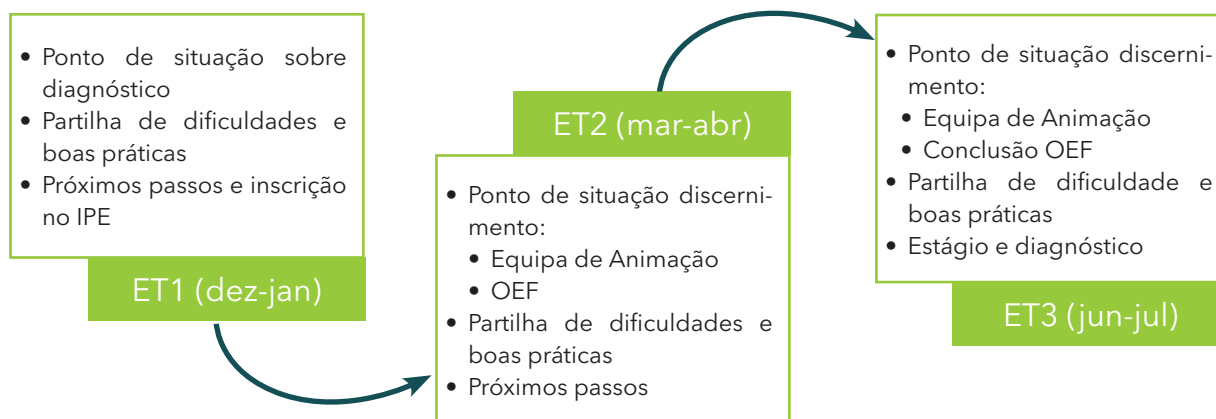 • Ponto de situação sobre
diagnóstico
• Partilha de dificuldades e
boas práticas
• Próximos passos e inscrição
no IPE
ET1 (dez-jan)
ET2 (mar-abr)
• Ponto de situação discerni-
mento:
• Equipa de Animação
• OEF
• Partilha de dificuldades e
boas práticas
• Próximos passos
• Ponto de situação discerni-
mento:
• Equipa de Animação
• Conclusão OEF
• Partilha de dificuldade e
boas práticas
• Estágio e diagnóstico
ET3 (jun-jul)